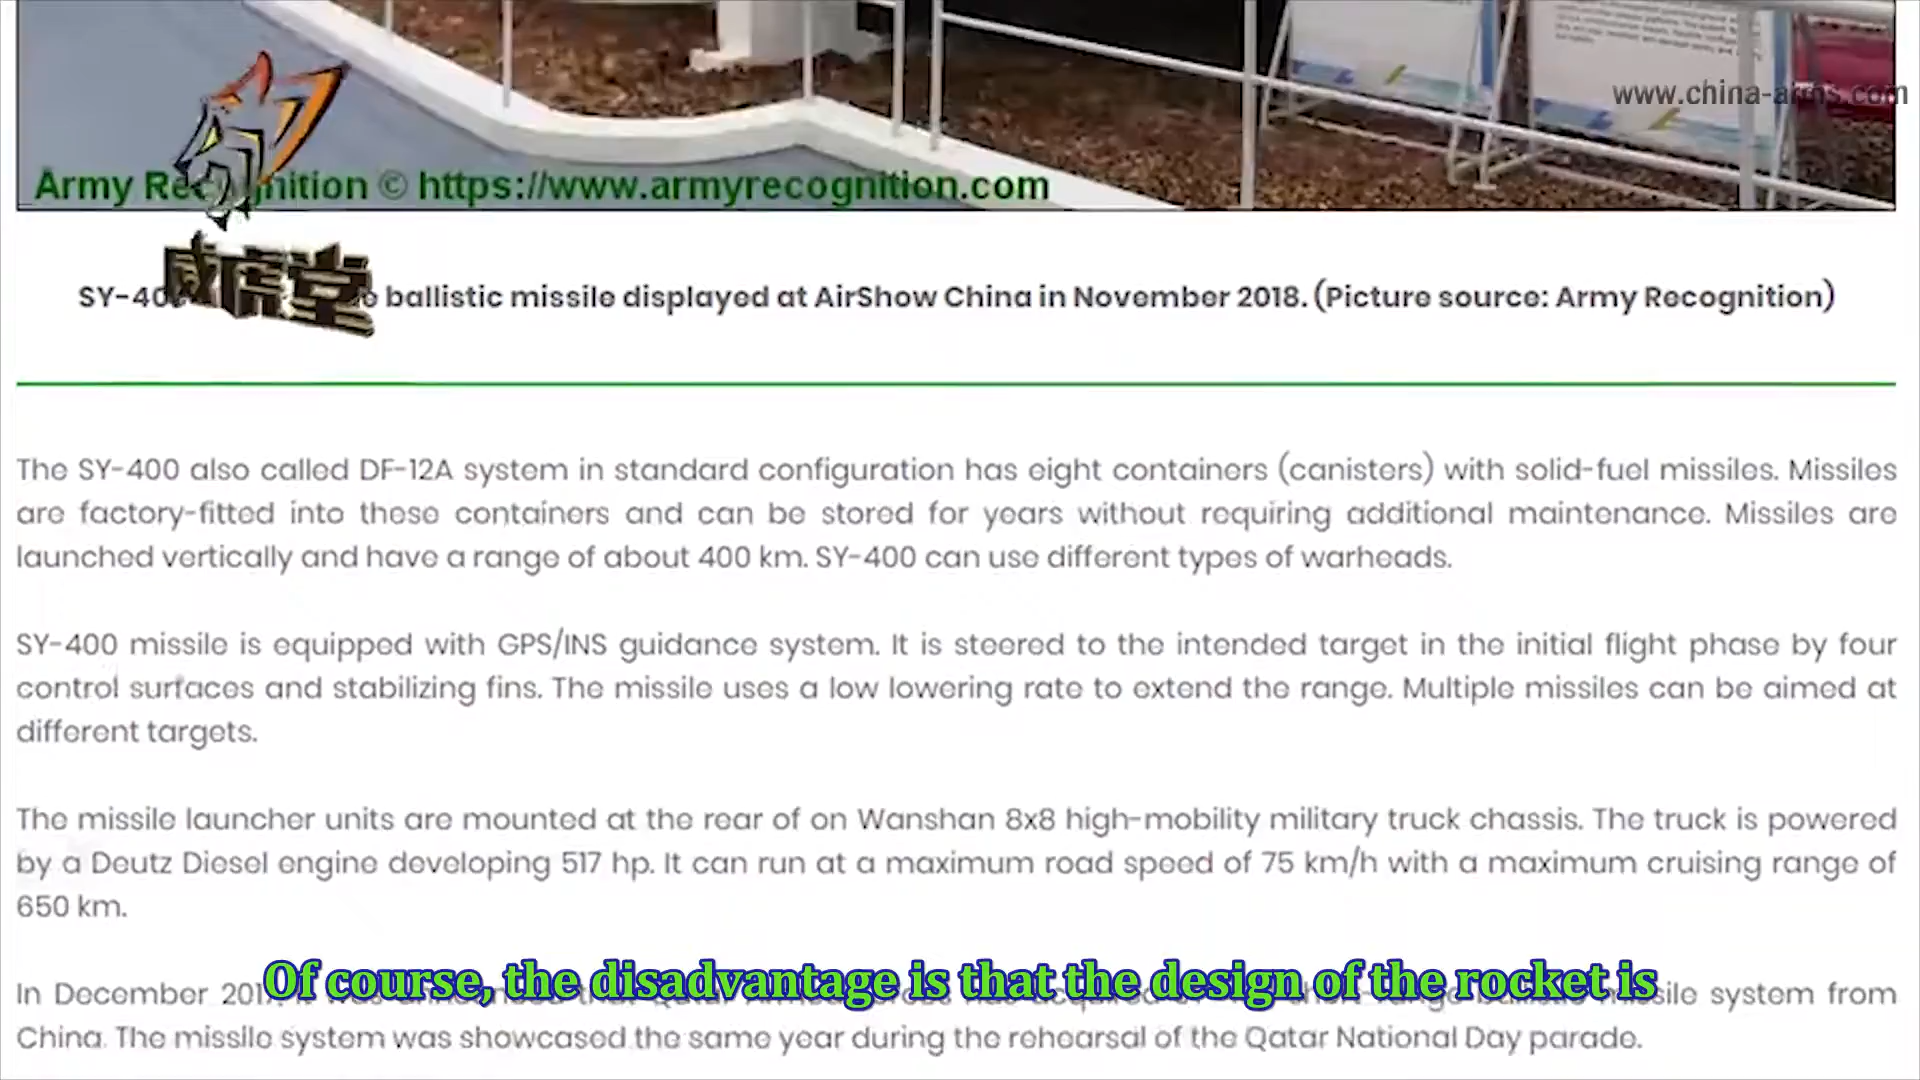 www.china-arms.com
Army Recognition © https://www.armyrecognition.com
威虎堂
SY-400 ballistic missile displayed at AirShow China in November 2018. (Picture source: Army Recognition)
The SY-400 also called DF-12A system in standard configuration has eight containers (canisters) with solid-fuel missiles. Missiles
are factory-fitted into these containers and can be stored for years without requiring additional maintenance. Missiles are
launched vertically and have a range of about 400 km. SY-400 can use different types of warheads.
SY-400 missile is equipped with GPS/INS guidance system. It is steered to the intended target in the initial flight phase by four
control surfaces and stabilizing fins. The missile uses a low lowering rate to extend the range. Multiple missiles can be aimed at
different targets.
The missile launcher units are mounted at the rear of on Wanshan 8x8 high-mobility military truck chassis. The truck is powered
by a Deutz Diesel engine developing 517 hp. It can run at a maximum road speed of 75 km/h with a maximum cruising range of
650 km.
Of course, the disadvantage is that the design of the rocket is
In December system from
China. The missile system was showcased the same year during the rehearsal of the Qatar National Day parade.